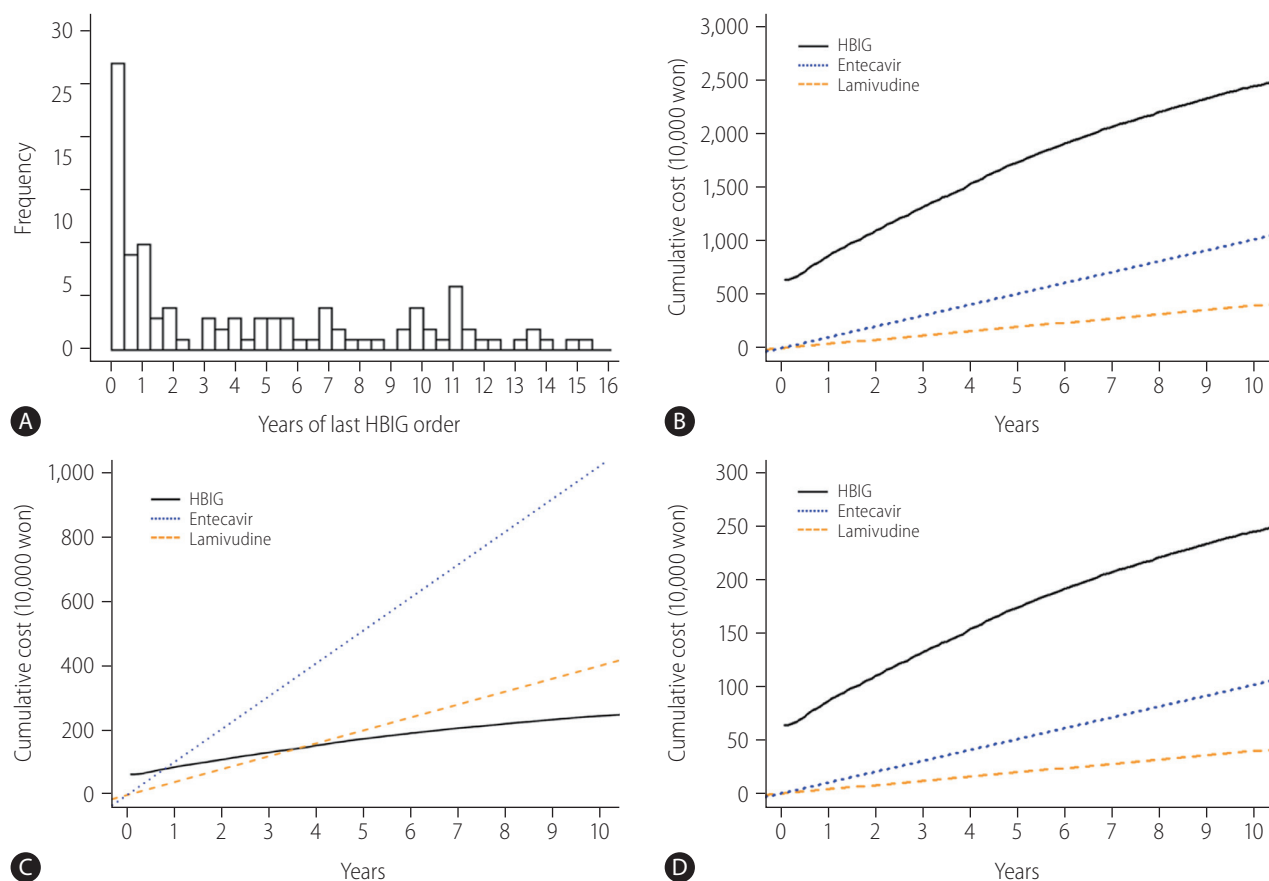 30
25
20
15
10
5
0
Frequency
0 1 2 3 4 5 6 7 8 9 10 11 12 13 14 15 16
Years of last HBIG order
A
3,000
2,500
2,000
1,500
1,000
500
0
Cumulative cost (10,000 won)
HBIG
Entecavir
Lamivudine
0 1 2 3 4 5 6 7 8 9 10
Years
B
1,000
800
600
400
200
0
Cumulative cost (10,000 won)
HBIG
Entecavir
Lamivudine
0 1 2 3 4 5 6 7 8 9 10
Years
C
300
250
200
150
100
50
0
Cumulative cost (10,000 won)
HBIG
Entecavir
Lamivudine
0 1 2 3 4 5 6 7 8 9 10
Years
D